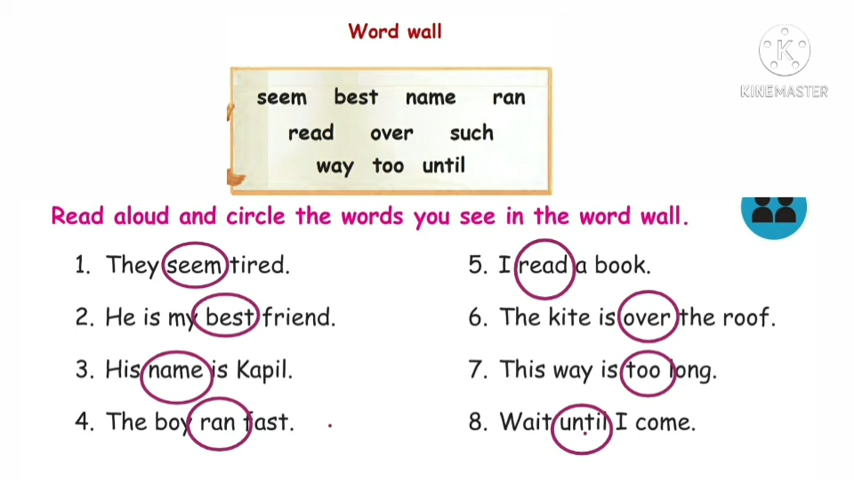 Word wall
KINEMASTER
seem best name ran
read over such
way too until
Read aloud and circle the words you see in the word wall.
1. They seem tired.
2. He is my best friend.
3. His name is Kapil.
4. The boy ran fast.
5. I read a book.
6. The kite is over the roof.
7. This way is too long.
8. Wait until I come.